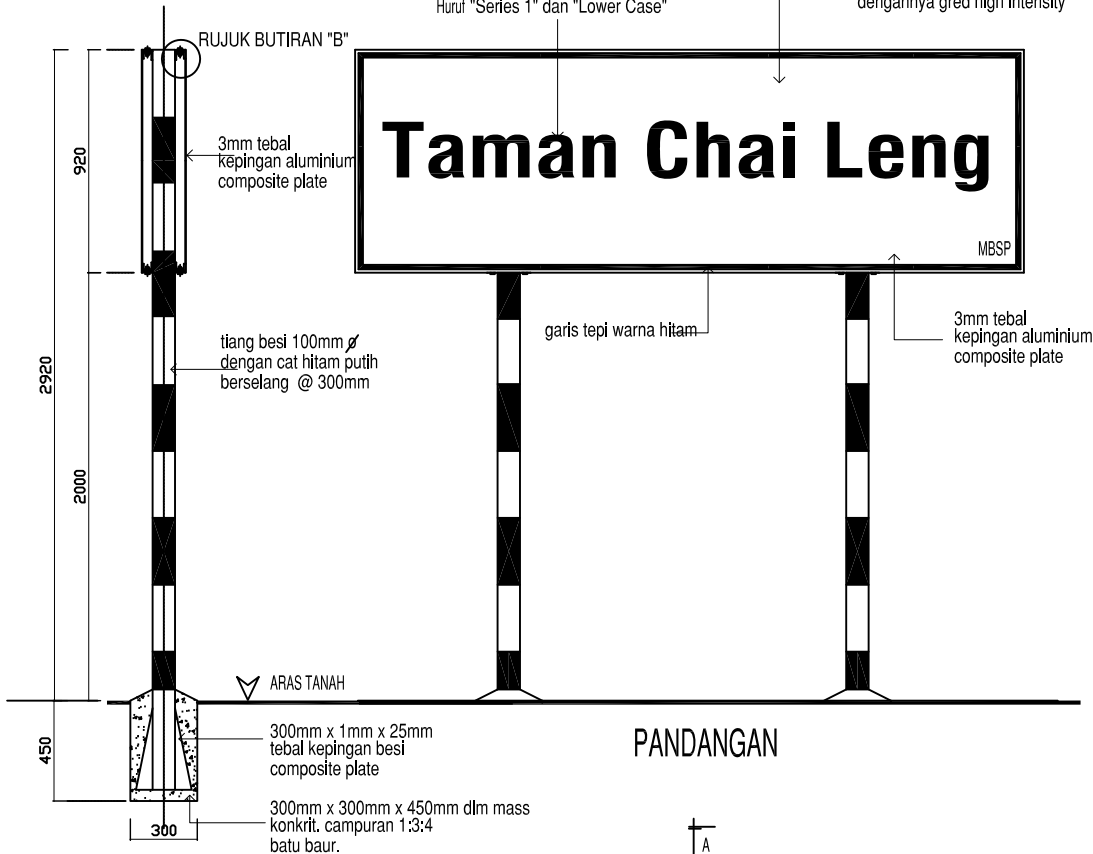 Huruf "Series 1" dan "Lower Case"
dengannya gred high intensity
RUJUK BUTIRAN "B"
920
3mm tebal
kepingan aluminium
composite plate
Taman Chai Leng
MBSP
garis tepi warna hitam
3mm tebal
kepingan aluminium
composite plate
2920
tiang besi 100mm ø
dengan cat hitam putih
berselang @ 300mm
2000
ARAS TANAH
450
300mm x 1mm x 25mm
tebal kepingan besi
composite plate
PANDANGAN
300mm x 300mm x 450mm dlm mass
konkrit. campuran 1:3:4
batu baur.
300
A